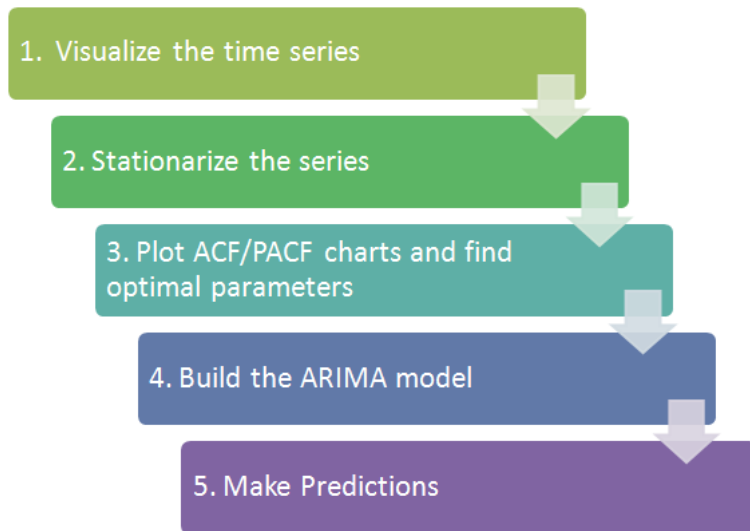 1. Visualize the time series
2. Stationarize the series
3. Plot ACF/PACF charts and find
optimal parameters
4. Build the ARIMA model
5. Make Predictions